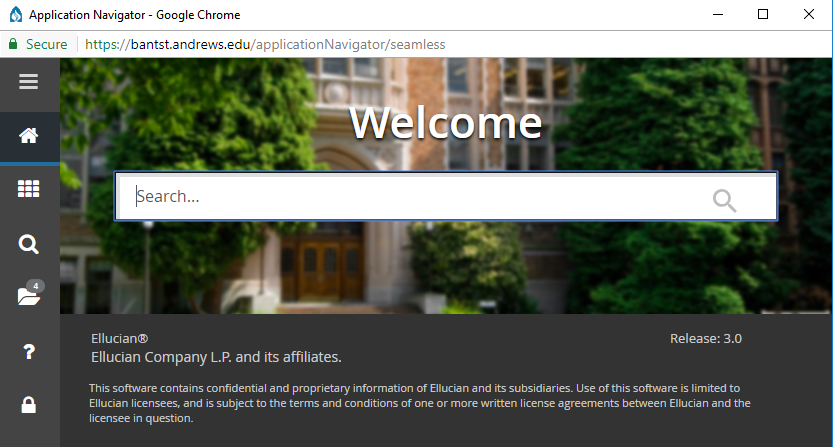 Application Navigator - Google Chrome
Secure https://bantst.andrews.edu/applicationNavigator/seamless
Welcome
Search...
4
?
Ellucian® Release: 3.0
Ellucian Company L.P. and its affiliates.
This software contains confidential and proprietary information of Ellucian and its subsidiaries. Use of this software is limited to
Ellucian licensees, and is subject to the terms and conditions of one or more written license agreements between Ellucian and the
licensee in question.